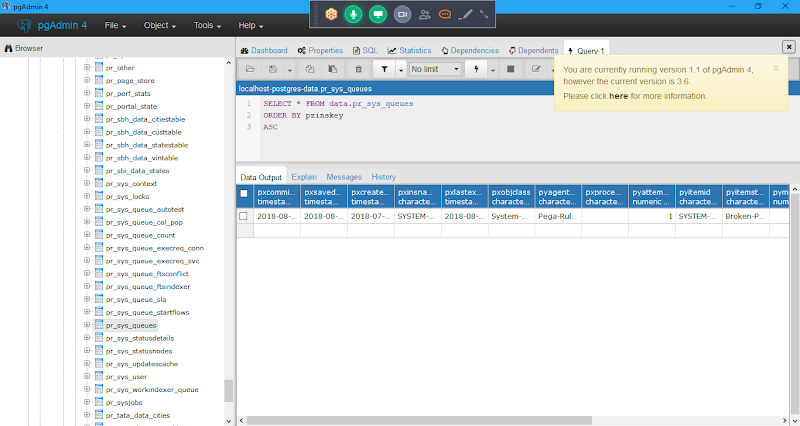 pgAdmin 4
pgAdmin 4 File Object Tools Help
Browser
pr_other
pr_page_store
pr_perf_stats
pr_portal_state
pr_sbh_data_citiestable
pr_sbh_data_custtable
pr_sbh_data_statestable
pr_sbh_data_vintable
pr_sbi_data_states
pr_sys_context
pr_sys_locks
pr_sys_queue_autotest
pr_sys_queue_col_pop
pr_sys_queue_count
pr_sys_queue_execreq_conn
pr_sys_queue_execreq_svc
pr_sys_queue_ftsconflict
pr_sys_queue_ftsindexer
pr_sys_queue_sla
pr_sys_queue_startflows
pr_sys_queues
pr_sys_statusdetails
pr_sys_statusnodes
pr_sys_updatescache
pr_sys_user
pr_sys_workindexer_queue
pr_sysjobs
pr_tata_data_cities
Dashboard Properties SQL Statistics Dependencies Dependents Query-1
No limit
You are currently running version 1.1 of pgAdmin 4,
however the current version is 3.6.
Please click here for more information.
localhost-postgres-data.pr_sys_queues
1 SELECT * FROM data.pr_sys_queues
2 ORDER BY pzinskey
3 ASC
Data Output Explain Messages History
pxcommi... pxsaved... pxcreate... pxinsna... pxlastex... pxobjclass pyagent... pxproce... pyattem... pyitemid pyitemst... pym
timesta... timesta... timesta... characte... timesta... characte... characte... characte... numeric ... characte... characte... num
2018-08-... 2018-08-... 2018-07-... SYSTEM-... 2018-08-... System-... Pega-Rul... 1 SYSTEM-... Broken-P...